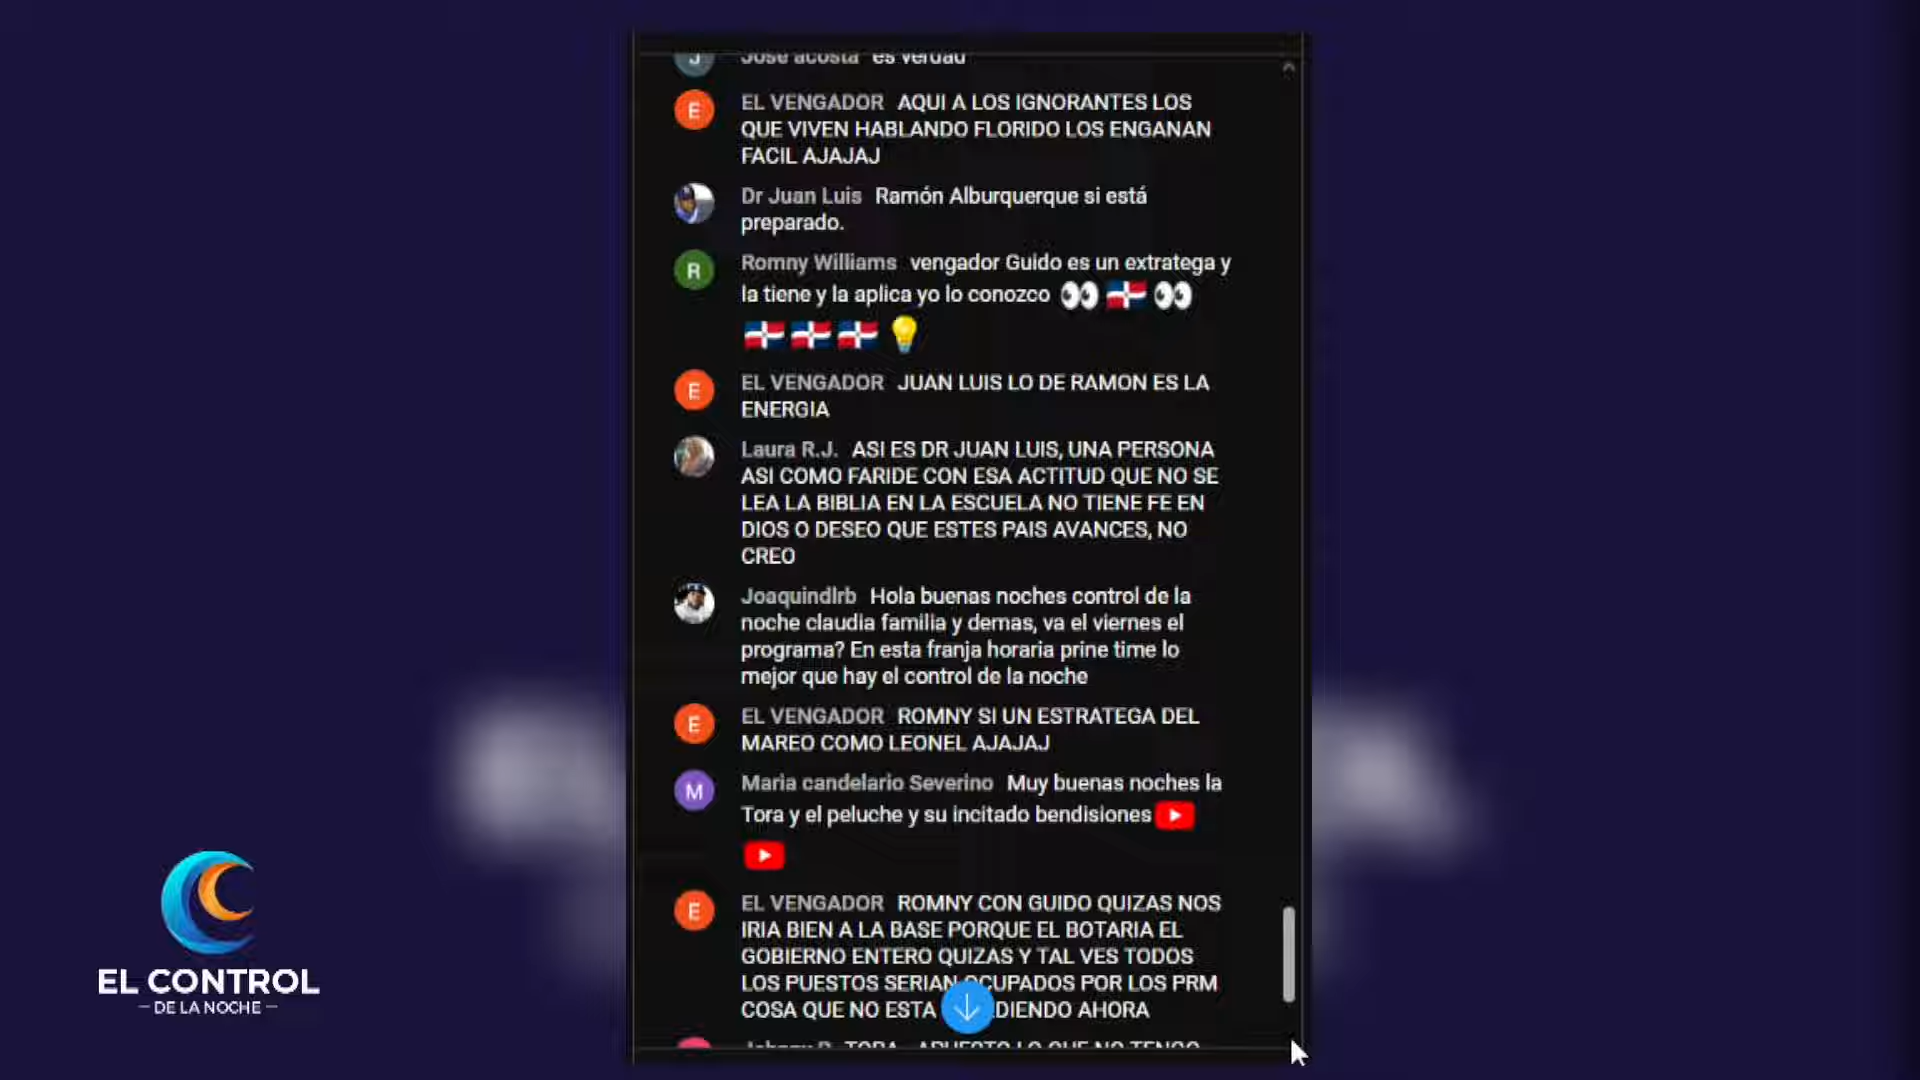 Jose acosta es verdad
EL VENGADOR AQUI A LOS IGNORANTES LOS
QUE VIVEN HABLANDO FLORIDO LOS ENGANAN
FACIL AJAJAJ
Dr Juan Luis Ramón Alburquerque si está
preparado.
Romny Williams vengador Guido es un extratega y
la tiene y la aplica yo lo conozco 👀 🇩🇴 👀
🇩🇴 🇩🇴 🇩🇴 💡
EL VENGADOR JUAN LUIS LO DE RAMON ES LA
ENERGIA
Laura R.J. ASI ES DR JUAN LUIS, UNA PERSONA
ASI COMO FARIDE CON ESA ACTITUD QUE NO SE
LEA LA BIBLIA EN LA ESCUELA NO TIENE FE EN
DIOS O DESEO QUE ESTES PAIS AVANCES, NO
CREO
Joaquindlrb Hola buenas noches control de la
noche claudia familia y demas, va el viernes el
programa? En esta franja horaria prine time lo
mejor que hay el control de la noche
EL VENGADOR ROMNY SI UN ESTRATEGA DEL
MAREO COMO LEONEL AJAJAJ
Maria candelario Severino Muy buenas noches la
Tora y el peluche y su incitado bendisiones
EL VENGADOR ROMNY CON GUIDO QUIZAS NOS
IRIA BIEN A LA BASE PORQUE EL BOTARIA EL
GOBIERNO ENTERO QUIZAS Y TAL VES TODOS
LOS PUESTOS SERIAN OCUPADOS POR LOS PRM
COSA QUE NO ESTA DIENDO AHORA
EL CONTROL
DE LA NOCHE